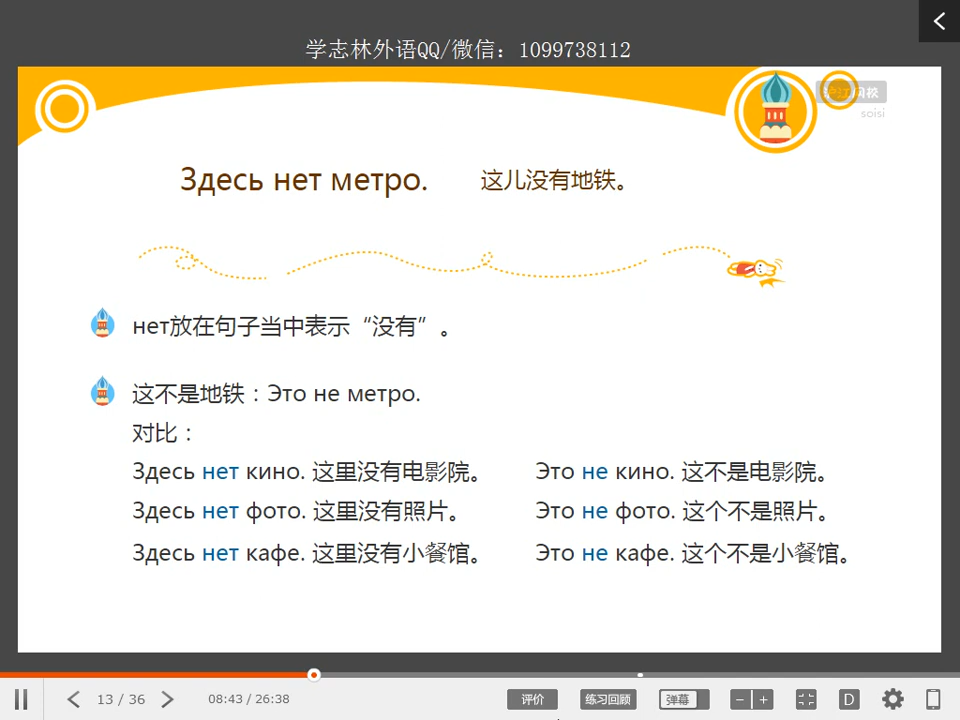 学志林外语QQ/微信：1099738112
沪江网校
soisi
Здесь нет метро. 这儿没有地铁。
нет放在句子当中表示“没有”。
这不是地铁：Это не метро.
对比：
Здесь нет кино. 这里没有电影院。 Это не кино. 这不是电影院。
Здесь нет фото. 这里没有照片。 Это не фото. 这个不是照片。
Здесь нет кафе. 这里没有小餐馆。 Это не кафе. 这个不是小餐馆。
13 / 36 08:43 / 26:38 评价 练习回顾 弹幕 D